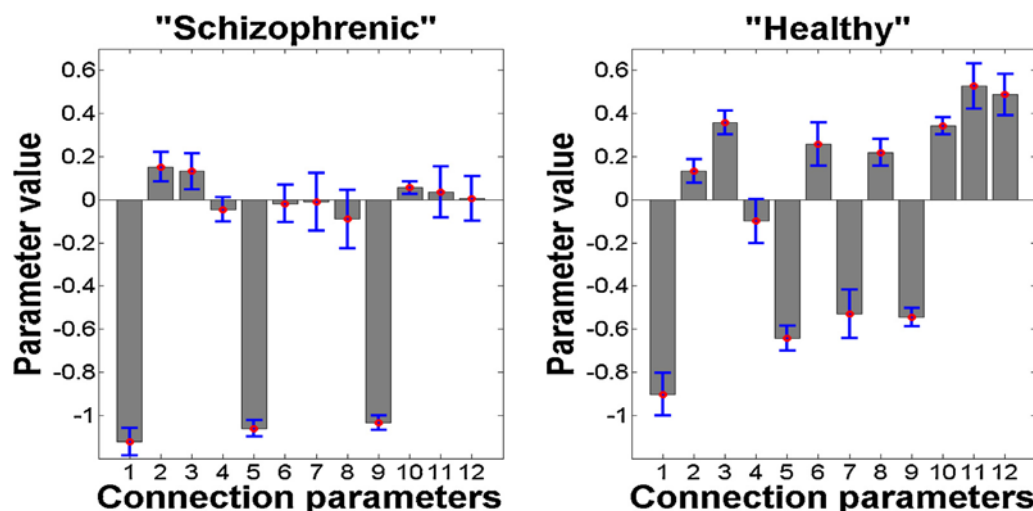 "Schizophrenic"
Parameter value
0.6
0.4
0.2
0
-0.2
-0.4
-0.6
-0.8
-1
1 2 3 4 5 6 7 8 9 10 11 12
Connection parameters
"Healthy"
Parameter value
0.6
0.4
0.2
0
-0.2
-0.4
-0.6
-0.8
-1
1 2 3 4 5 6 7 8 9 10 11 12
Connection parameters